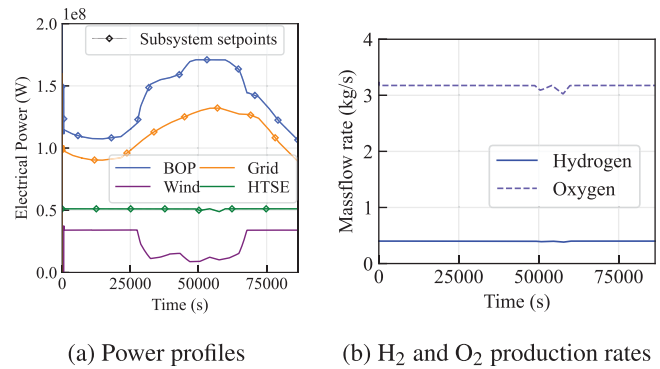 1e8
2.0
1.5
1.0
0.5
0.0
Electrical Power (W)
Subsystem setpoints
BOP
Grid
Wind
HTSE
0
25000
50000
75000
Time (s)
(a) Power profiles
4
3
2
1
0
Massflow rate (kg/s)
Hydrogen
Oxygen
0
25000
50000
75000
Time (s)
(b) H₂ and O₂ production rates